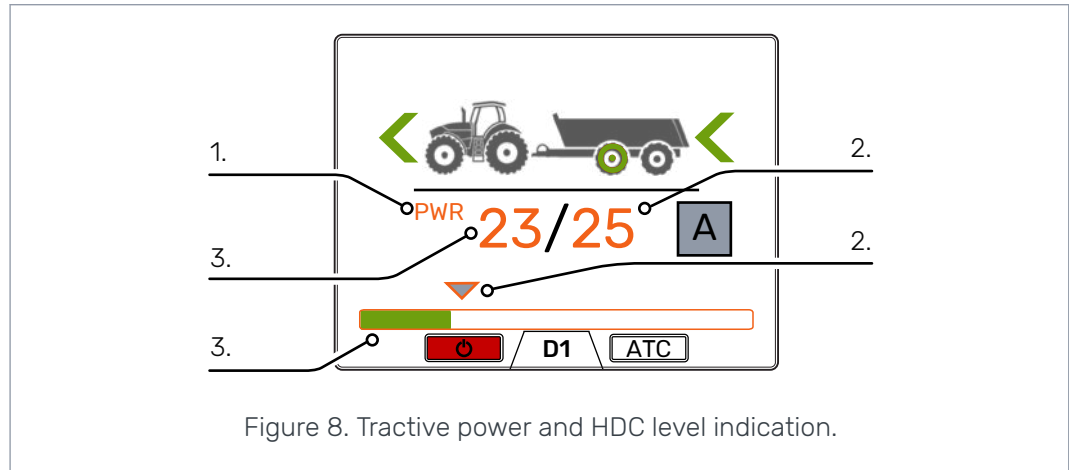 1.
2.
PWR 23/25 A
3.
2.
3.
D1 ATC
Figure 8. Tractive power and HDC level indication.